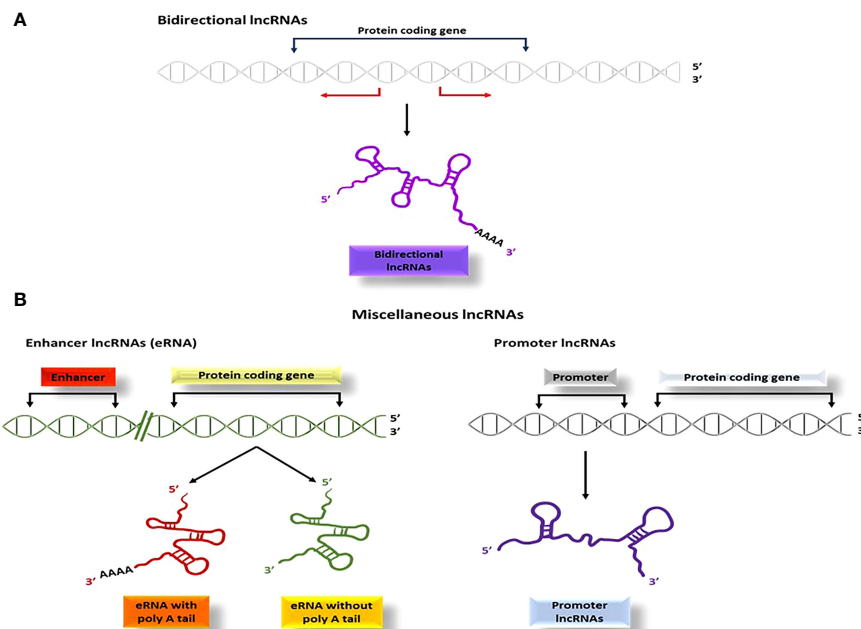 A
Bidirectional lncRNAs
Protein coding gene
5’
3’
5’
AAAA
3’
Bidirectional
lncRNAs
B
Miscellaneous lncRNAs
Enhancer lncRNAs (eRNA)
Enhancer
Protein coding gene
5’
3’
5’
5’
3’
AAAA
3’
eRNA with
poly A tail
eRNA without
poly A tail
Promoter lncRNAs
Promoter
Protein coding gene
5’
3’
5’
3’
Promoter
lncRNAs